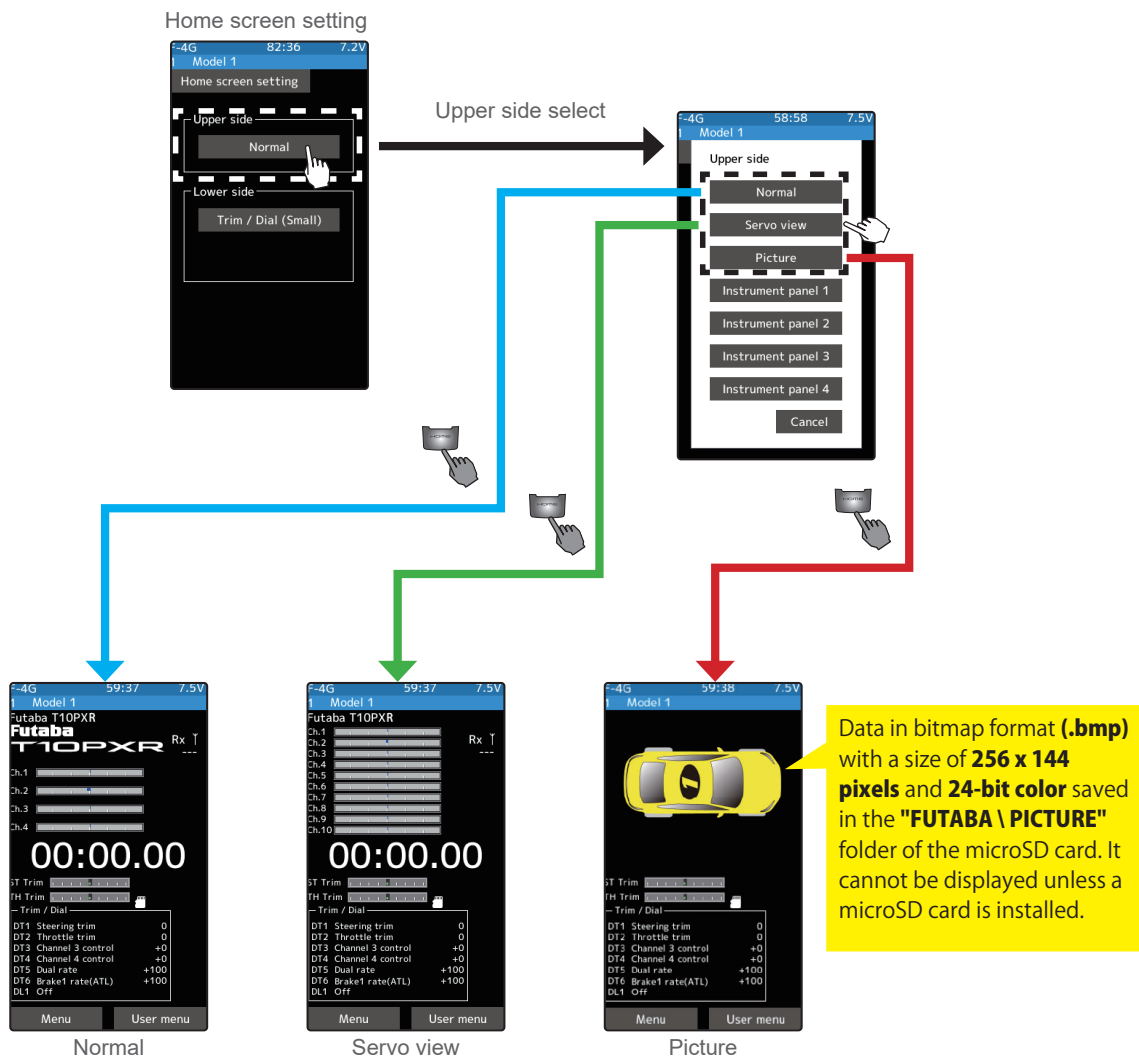 Home screen setting
F-4G 82:36 7.2V
1 Model 1
Home screen setting
Upper side
Normal
Lower side
Trim / Dial (Small)
Upper side select
F-4G 58:58 7.5V
1 Model 1
Upper side
Normal
Servo view
Picture
Instrument panel 1
Instrument panel 2
Instrument panel 3
Instrument panel 4
Cancel
HOME
HOME
HOME
F-4G 59:37 7.5V
1 Model 1
Futaba T10PXR
Futaba
T10PXR
Rx
---
Ch.1
Ch.2
Ch.3
Ch.4
00:00.00
ST Trim
TH Trim
Trim / Dial
DT1 Steering trim 0
DT2 Throttle trim 0
DT3 Channel 3 control +0
DT4 Channel 4 control +0
DT5 Dual rate +100
DT6 Brake1 rate(ATL) +100
DL1 Off
Menu User menu
Normal
F-4G 59:37 7.5V
1 Model 1
Futaba T10PXR
Ch.1
Ch.2
Rx
---
Ch.3
Ch.4
Ch.5
Ch.6
Ch.7
Ch.8
Ch.9
Ch.10
00:00.00
ST Trim
TH Trim
Trim / Dial
DT1 Steering trim 0
DT2 Throttle trim 0
DT3 Channel 3 control +0
DT4 Channel 4 control +0
DT5 Dual rate +100
DT6 Brake1 rate(ATL) +100
DL1 Off
Menu User menu
Servo view
F-4G 59:38 7.5V
1 Model 1
1
ST Trim
TH Trim
Trim / Dial
DT1 Steering trim 0
DT2 Throttle trim 0
DT3 Channel 3 control +0
DT4 Channel 4 control +0
DT5 Dual rate +100
DT6 Brake1 rate(ATL) +100
DL1 Off
Menu User menu
Picture
Data in bitmap format (.bmp)
with a size of 256 x 144
pixels and 24-bit color saved
in the "FUTABA \ PICTURE"
folder of the microSD card. It
cannot be displayed unless a
microSD card is installed.